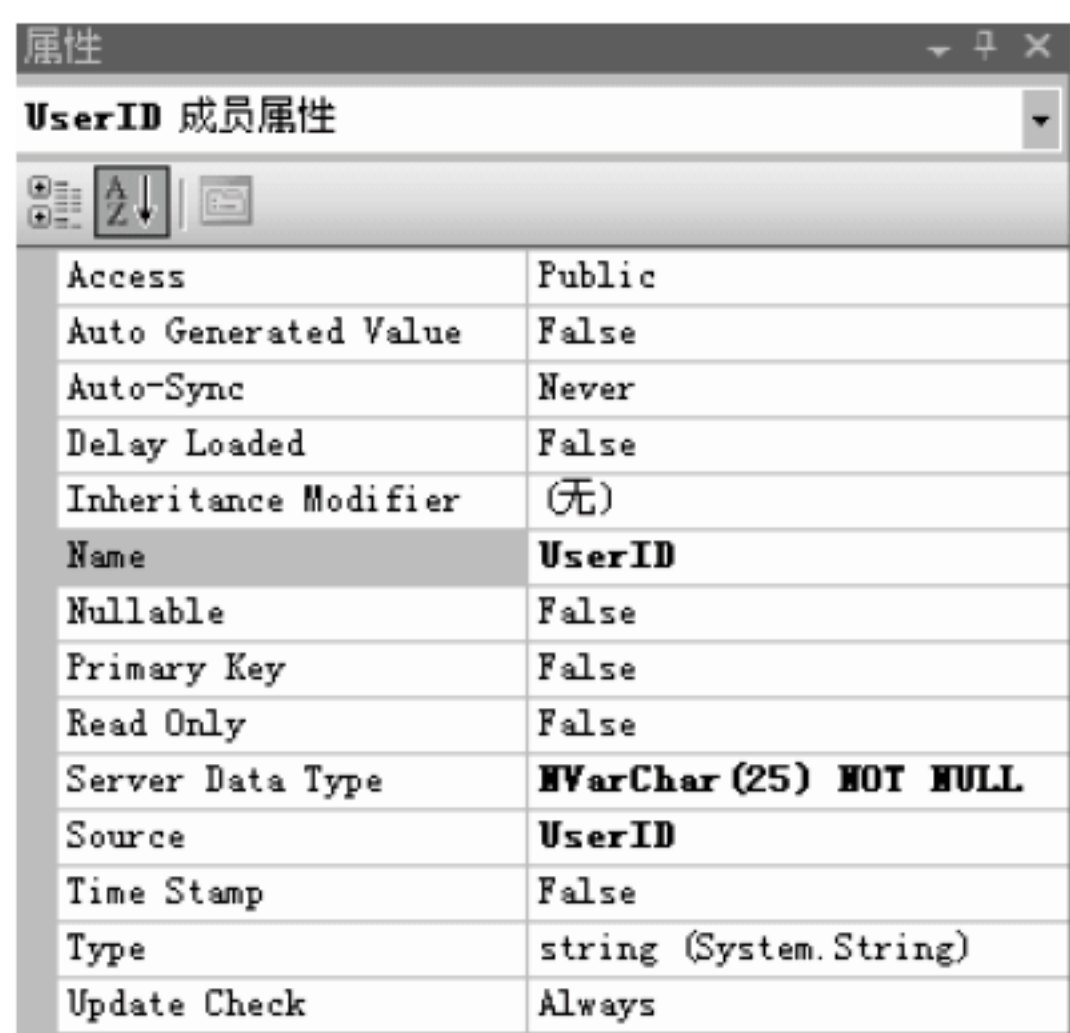 属性
UserID 成员属性
Access Public
Auto Generated Value False
Auto-Sync Never
Delay Loaded False
Inheritance Modifier (无)
Name UserID
Nullable False
Primary Key False
Read Only False
Server Data Type NVarChar(25) NOT NULL
Source UserID
Time Stamp False
Type string (System.String)
Update Check Always